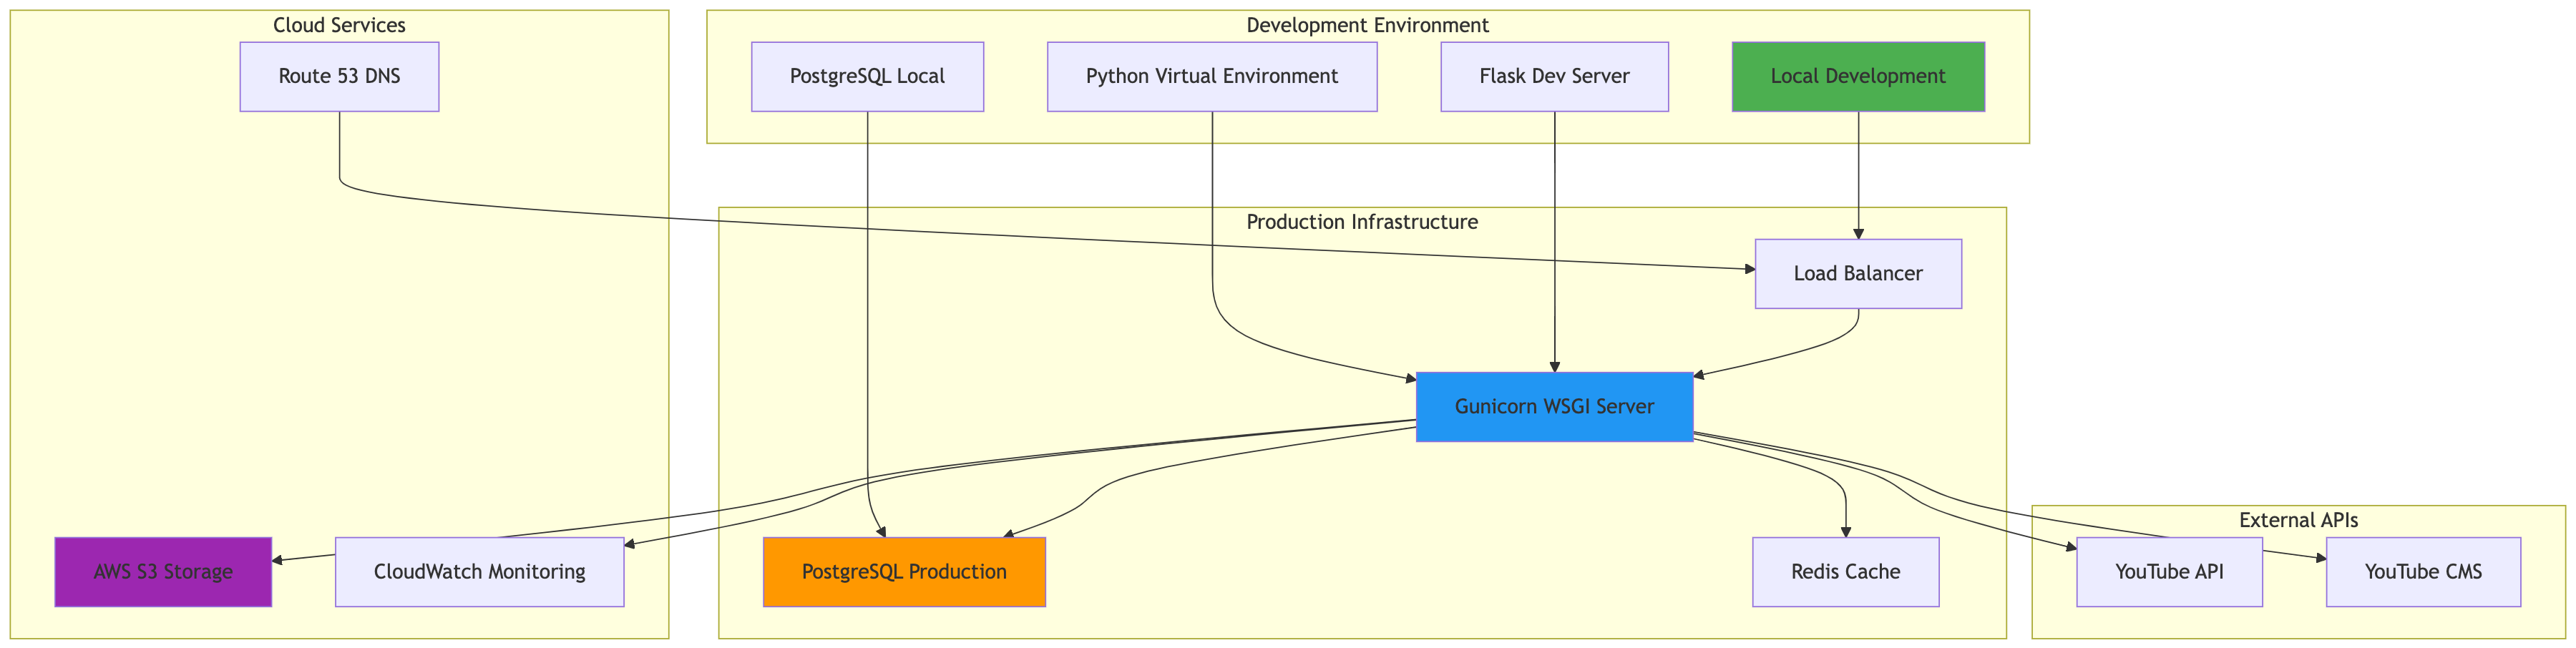 Cloud Services
Route 53 DNS
AWS S3 Storage
CloudWatch Monitoring
Development Environment
PostgreSQL Local
Python Virtual Environment
Flask Dev Server
Local Development
Production Infrastructure
Load Balancer
Gunicorn WSGI Server
PostgreSQL Production
Redis Cache
External APIs
YouTube API
YouTube CMS